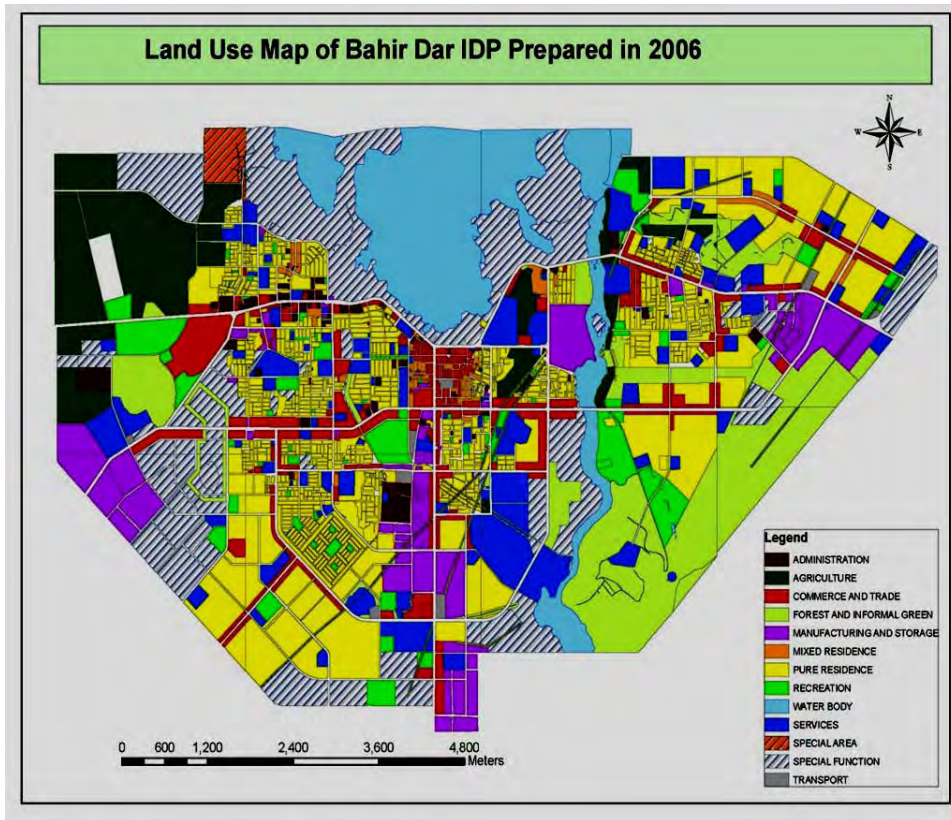 Land Use Map of Bahir Dar IDP Prepared in 2006
N
W E
S
Legend
ADMINISTRATION
AGRICULTURE
COMMERCE AND TRADE
FOREST AND INFORMAL GREEN
MANUFACTURING AND STORAGE
MIXED RESIDENCE
PURE RESIDENCE
RECREATION
WATER BODY
SERVICES
SPECIAL AREA
SPECIAL FUNCTION
TRANSPORT
0 600 1,200 2,400 3,600 4,800
Meters